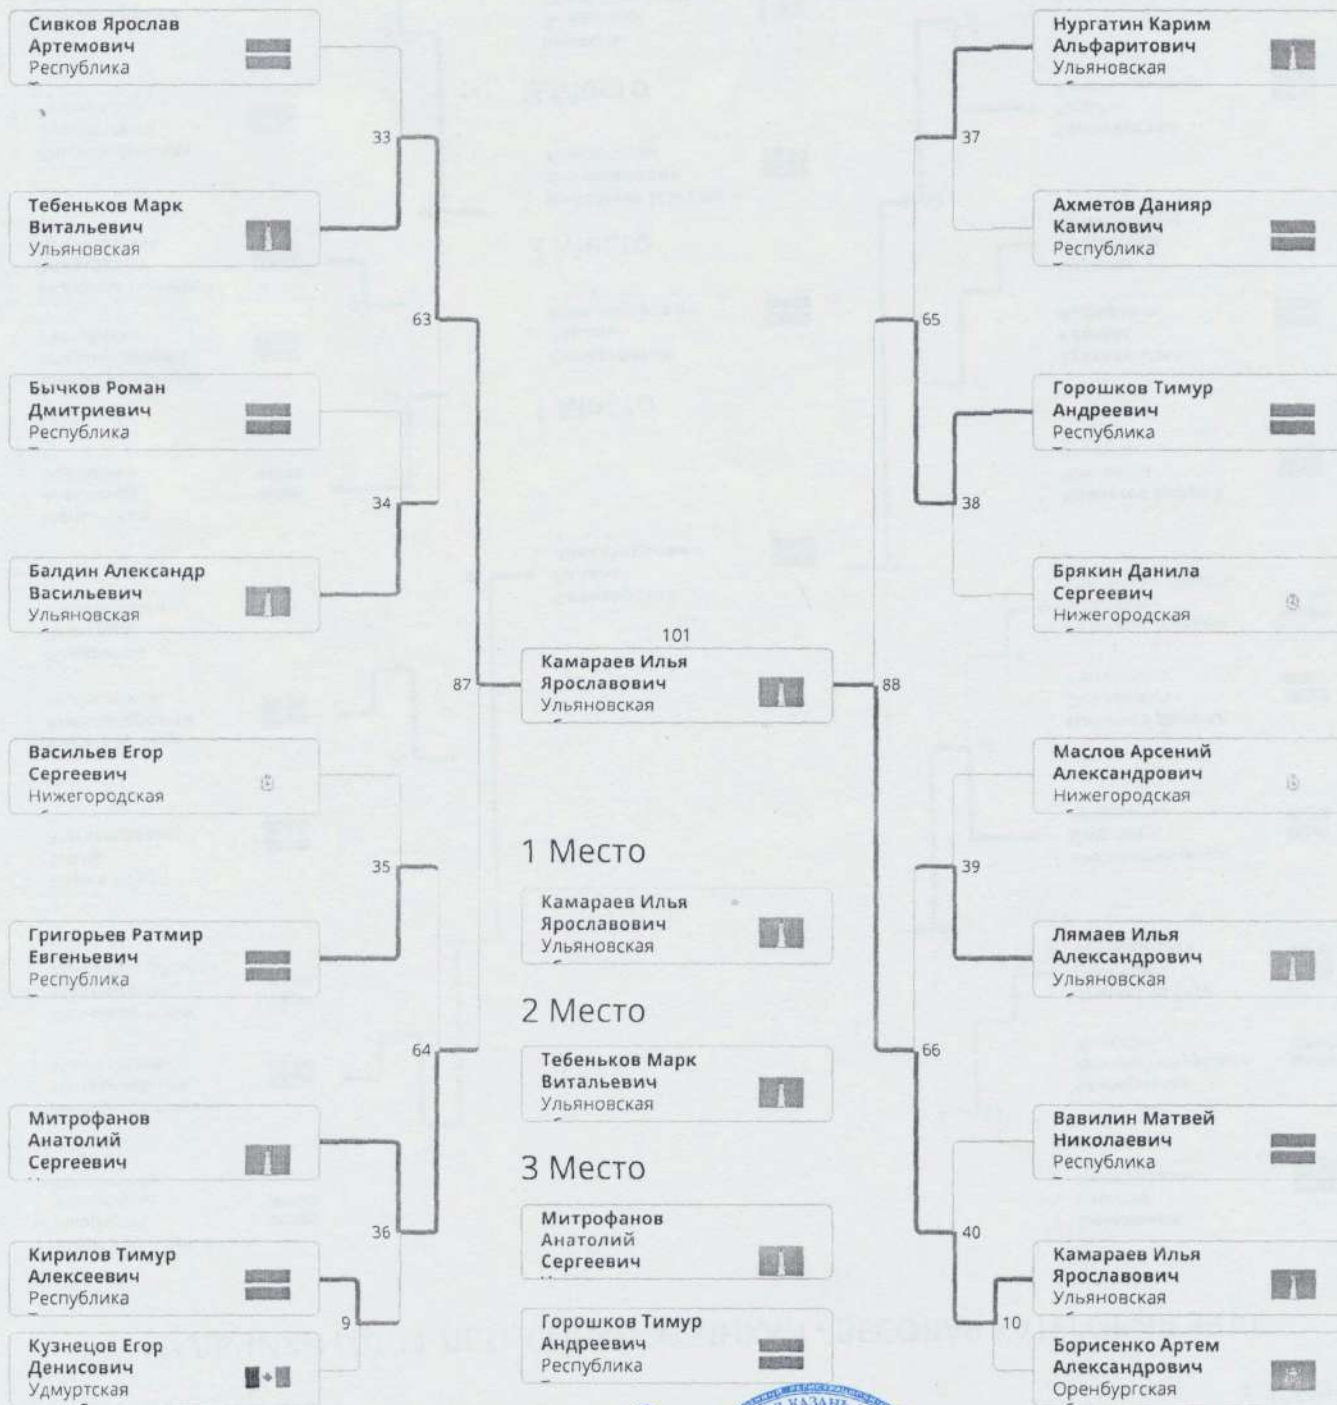 Сивков Ярослав
Артемович
Республика
33
Тебеньков Марк
Витальевич
Ульяновская
63
Бычков Роман
Дмитриевич
Республика
34
Балдин Александр
Васильевич
Ульяновская
87
Васильев Егор
Сергеевич
Нижегородская
35
Григорьев Ратмир
Евгеньевич
Республика
64
Митрофанов
Анатолий
Сергеевич
36
Кирилов Тимур
Алексеевич
Республика
9
Кузнецов Егор
Денисович
Удмуртская
101
Камараев Илья
Ярославович
Ульяновская
1 Место
Камараев Илья
Ярославович
Ульяновская
2 Место
Тебеньков Марк
Витальевич
Ульяновская
3 Место
Митрофанов
Анатолий
Сергеевич
Горошков Тимур
Андреевич
Республика
Нургатин Карим
Альфаритович
Ульяновская
37
Ахметов Данияр
Камилович
Республика
65
Горошков Тимур
Андреевич
Республика
38
Брякин Данила
Сергеевич
Нижегородская
88
Маслов Арсений
Александрович
Нижегородская
39
Лямаев Илья
Александрович
Ульяновская
66
Вавилин Матвей
Николаевич
Республика
40
Камараев Илья
Ярославович
Ульяновская
10
Борисенко Артем
Александрович
Оренбургская